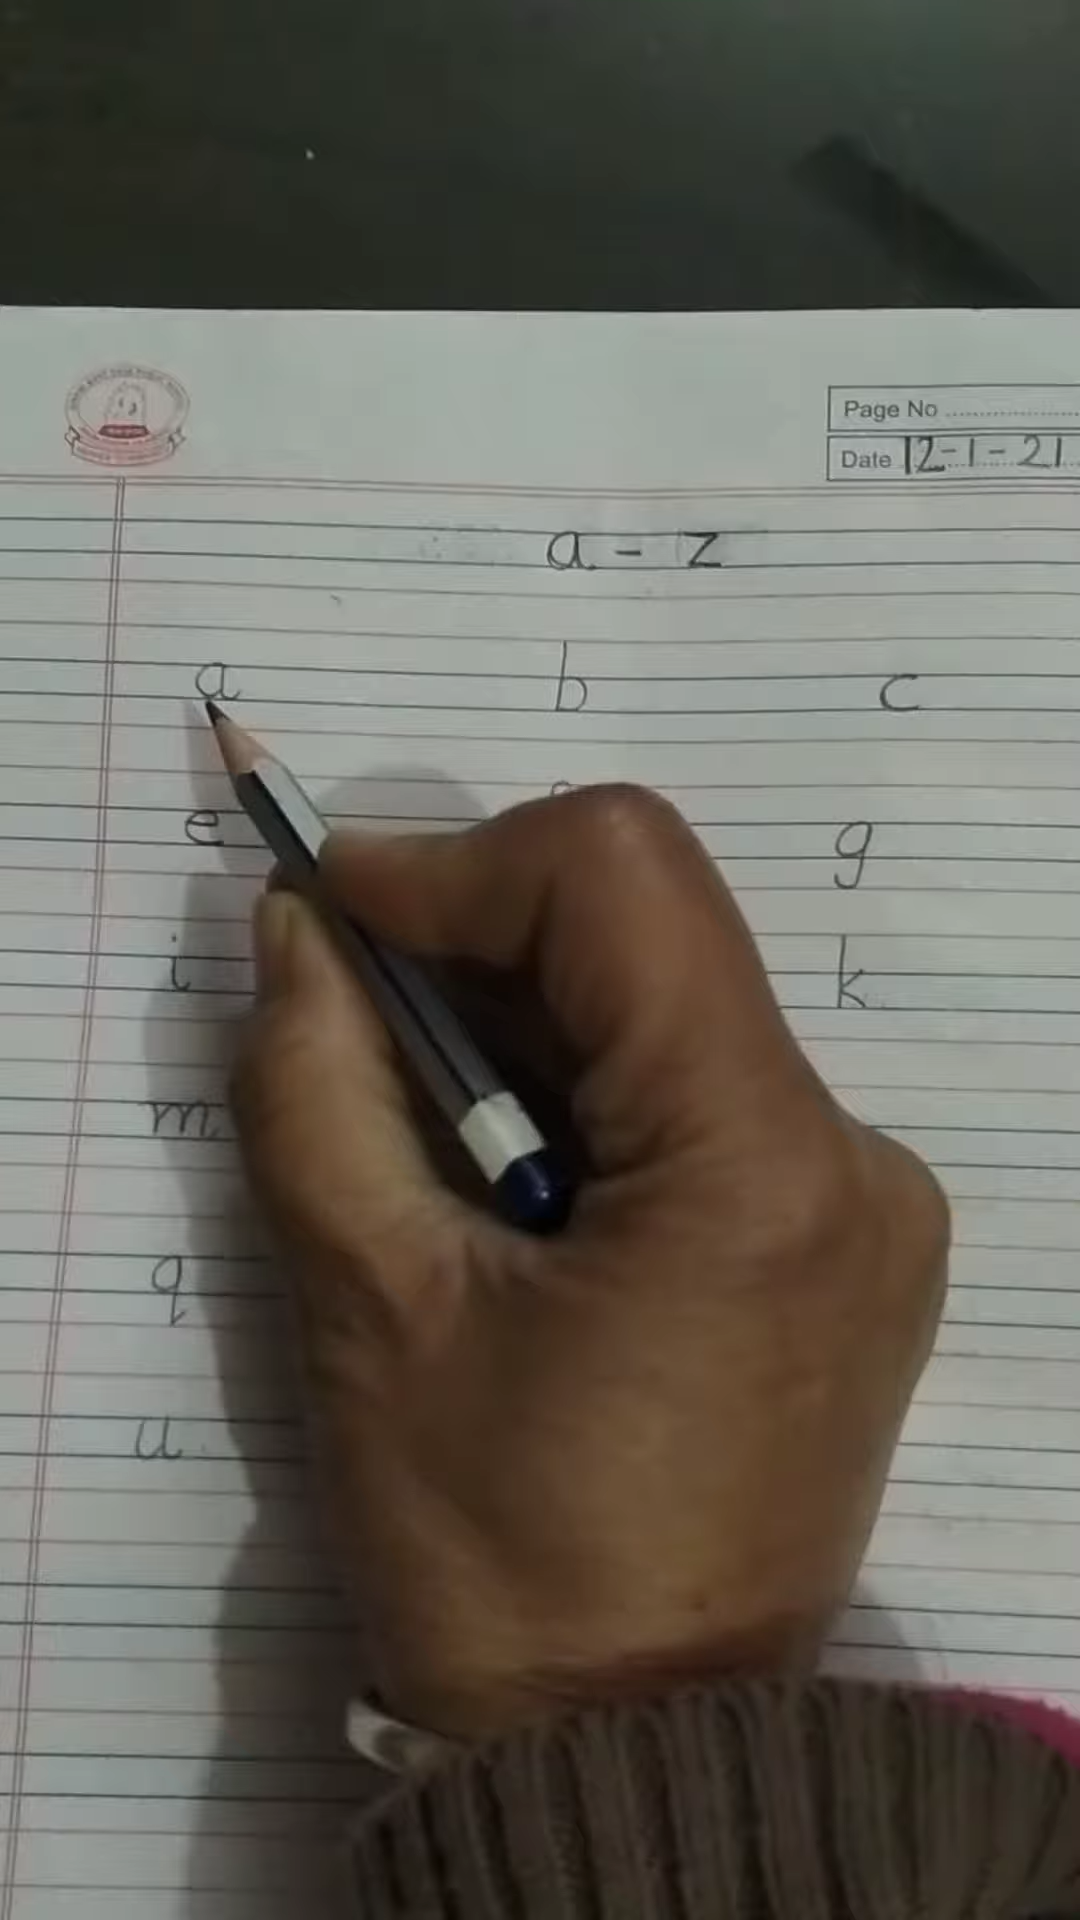 Page No
Date 12-1-21
a - z
a b c
e g
i k
m
q
u